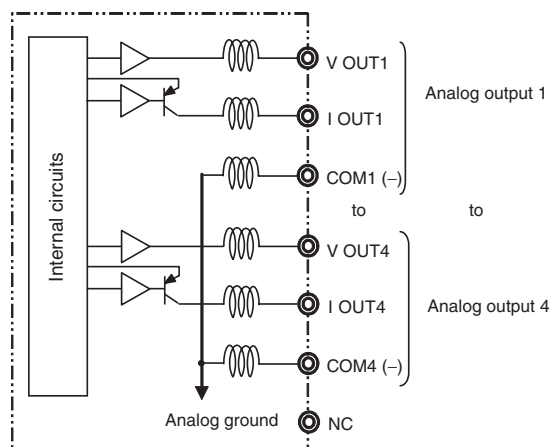 Internal circuits
V OUT1
I OUT1
COM1 (−)
Analog output 1
to
to
V OUT4
I OUT4
COM4 (−)
Analog output 4
Analog ground
NC